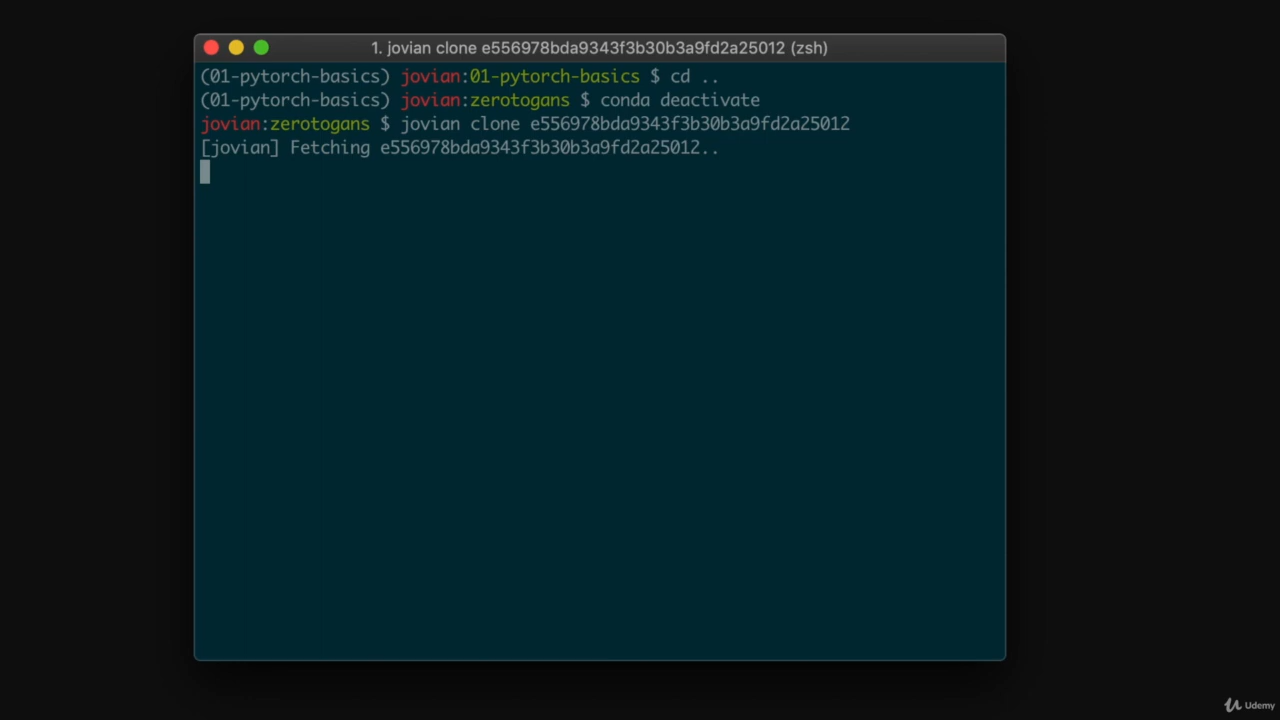 1. jovian clone e556978bda9343f3b30b3a9fd2a25012 (zsh)
(01-pytorch-basics) jovian:01-pytorch-basics $ cd ..
(01-pytorch-basics) jovian:zerotogans $ conda deactivate
jovian:zerotogans $ jovian clone e556978bda9343f3b30b3a9fd2a25012
[jovian] Fetching e556978bda9343f3b30b3a9fd2a25012..
Udemy